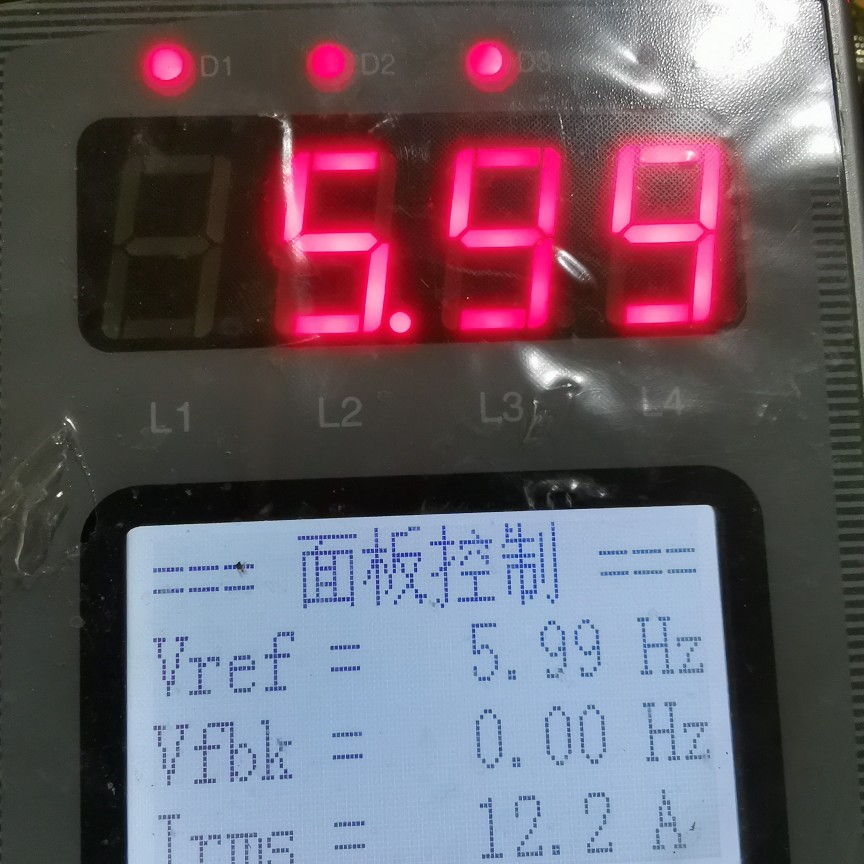 D1 D2 D3
5.99
L1 L2 L3 L4
=== 面板控制 ===
Vref = 5.99 Hz
Vfbk = 0.00 Hz
Irms = 12.2 A